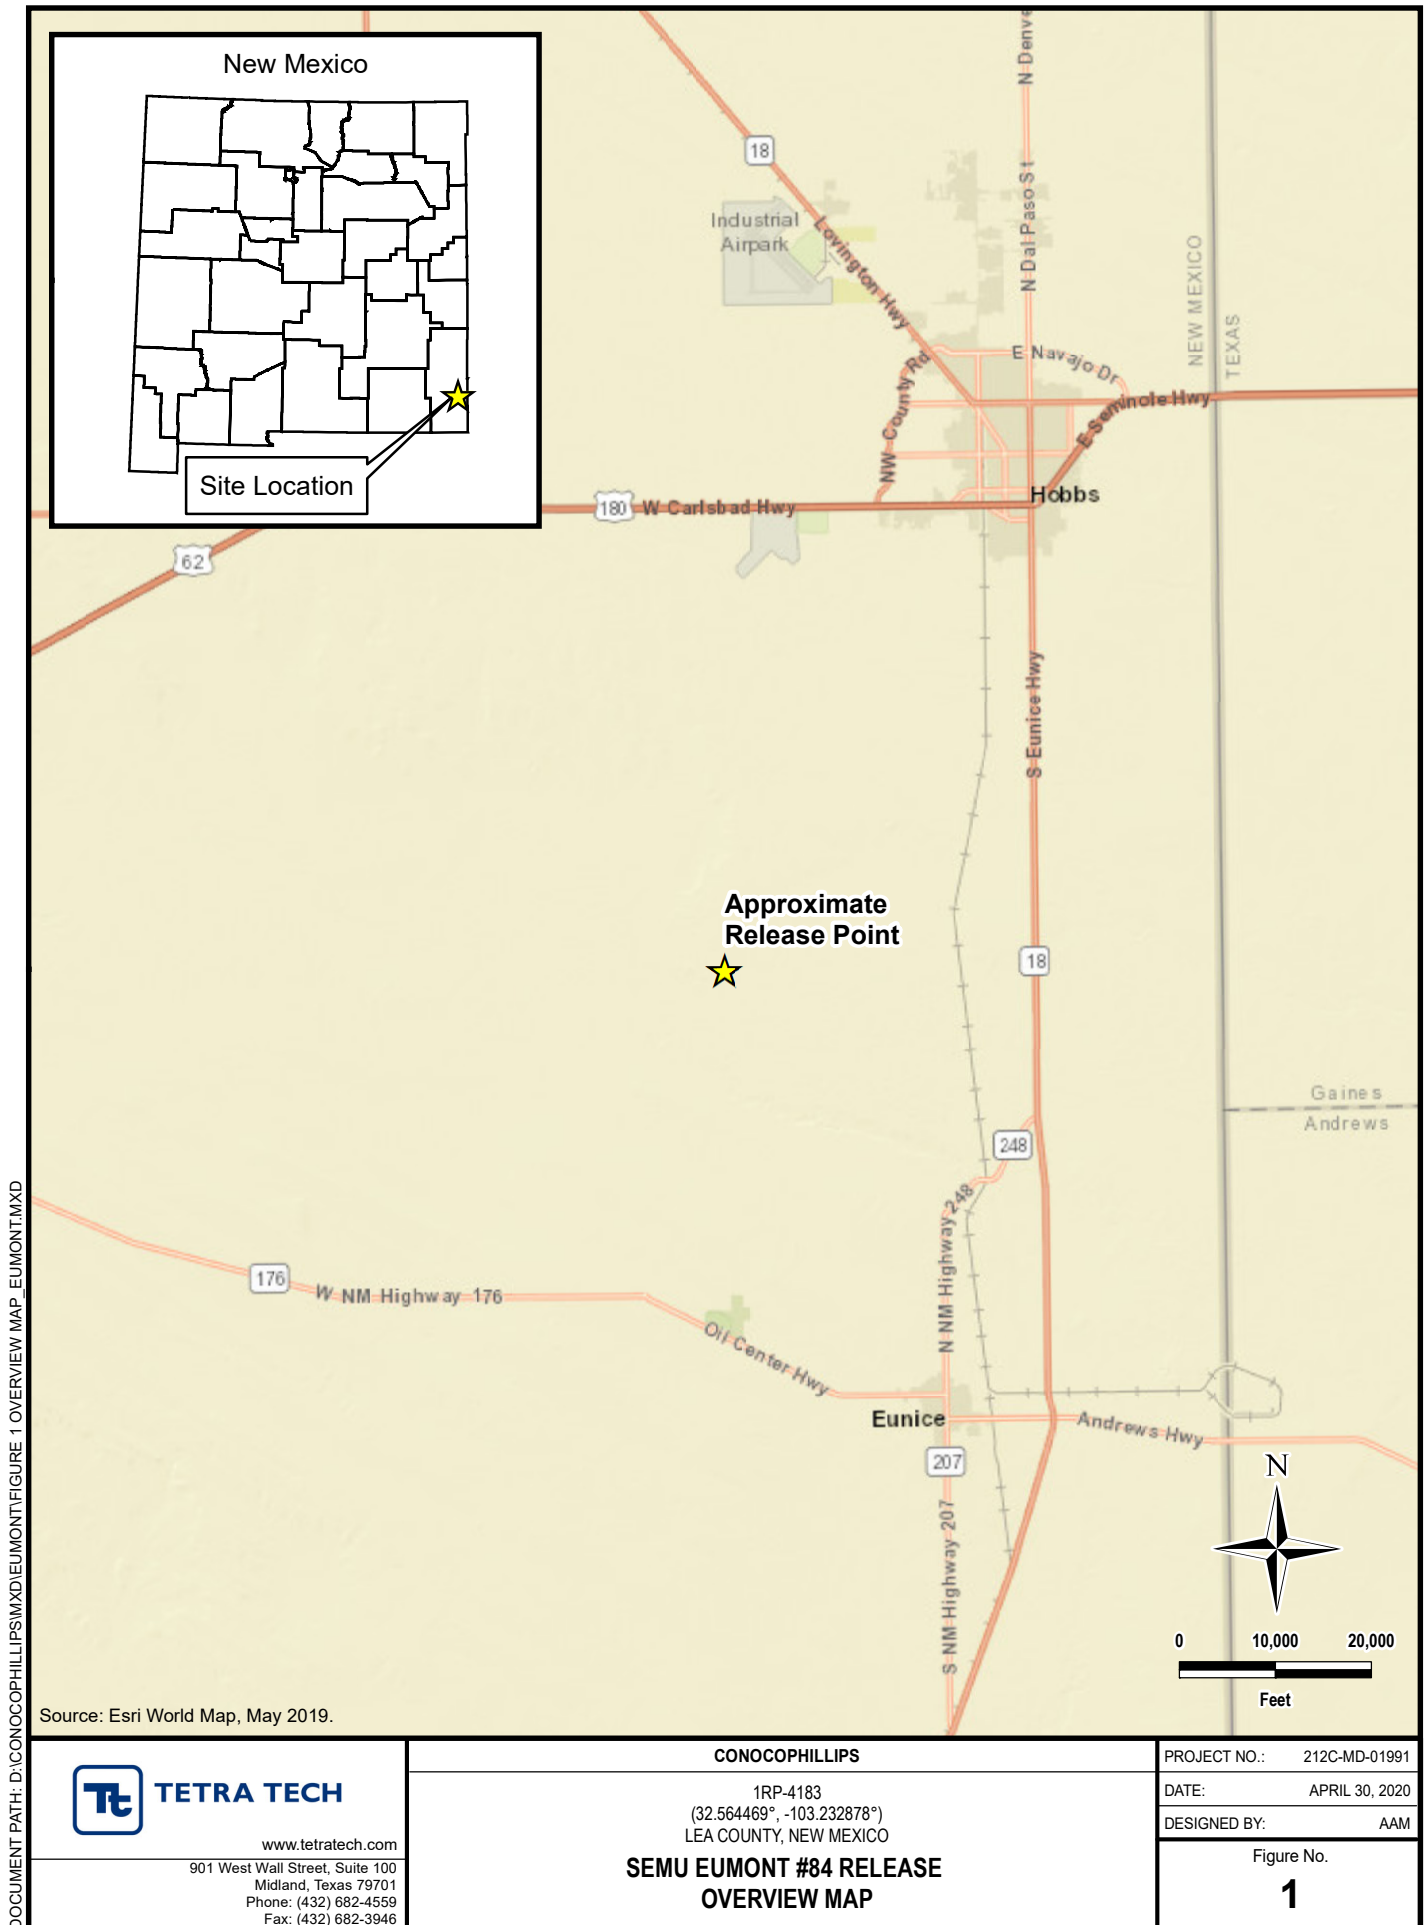 New Mexico
Site Location
18
Industrial
Airpark
Lovington Hwy
N Dal Paso St
N Denve
NEW MEXICO
TEXAS
NW County Rd
E Navajo Dr
E Seminole Hwy
Hobbs
180
W Carlsbad Hwy
62
S Eunice Hwy
Approximate
Release Point
18
Gaines
Andrews
248
N NM Highway 248
176
W NM Highway 176
Oil Center Hwy
Eunice
Andrews Hwy
207
S NM Highway 207
N
0 10,000 20,000
Feet
Source: Esri World Map, May 2019.
DOCUMENT PATH: D:\CONOCOPHILLIPS\MXD\EUMONT\FIGURE 1 OVERVIEW MAP_EUMONT.MXD
Tt TETRA TECH
www.tetratech.com
901 West Wall Street, Suite 100
Midland, Texas 79701
Phone: (432) 682-4559
Fax: (432) 682-3946
CONOCOPHILLIPS
1RP-4183
(32.564469°, -103.232878°)
LEA COUNTY, NEW MEXICO
SEMU EUMONT #84 RELEASE
OVERVIEW MAP
PROJECT NO.: 212C-MD-01991
DATE: APRIL 30, 2020
DESIGNED BY: AAM
Figure No.
1